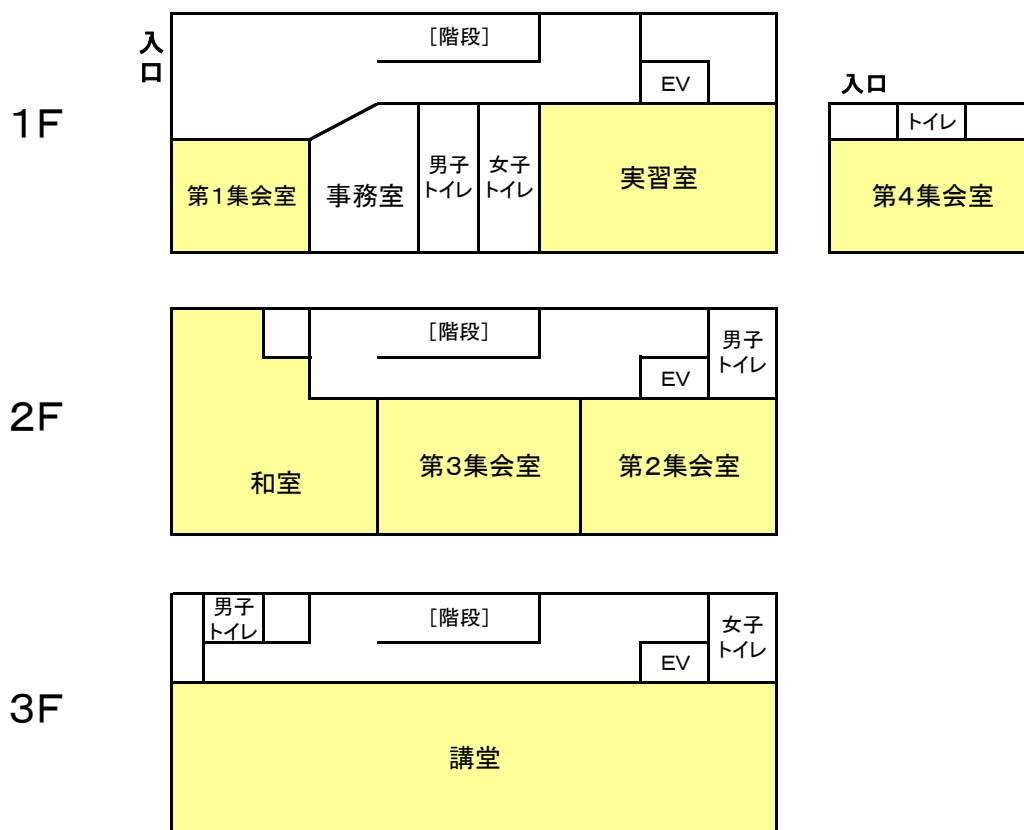 1F
入
口
[階段]
EV
第1集会室
事務室
男子
トイレ
女子
トイレ
実習室
入口
トイレ
第4集会室
2F
[階段]
男子
トイレ
EV
和室
第3集会室
第2集会室
3F
男子
トイレ
[階段]
女子
トイレ
EV
講堂